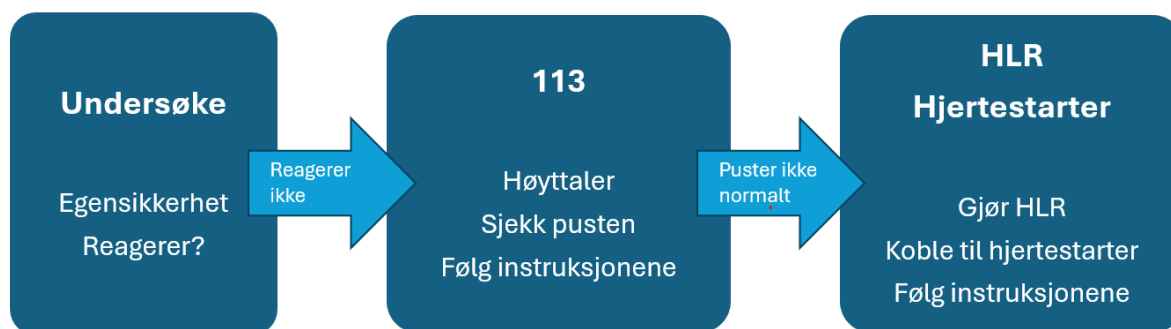 Undersøke
Egensikkerhet
Reagerer?
Reagerer
ikke
113
Høyttaler
Sjekk pusten
Følg instruksjonene
Puster ikke
normalt
HLR
Hjertestarter
Gjør HLR
Koble til hjertestarter
Følg instruksjonene